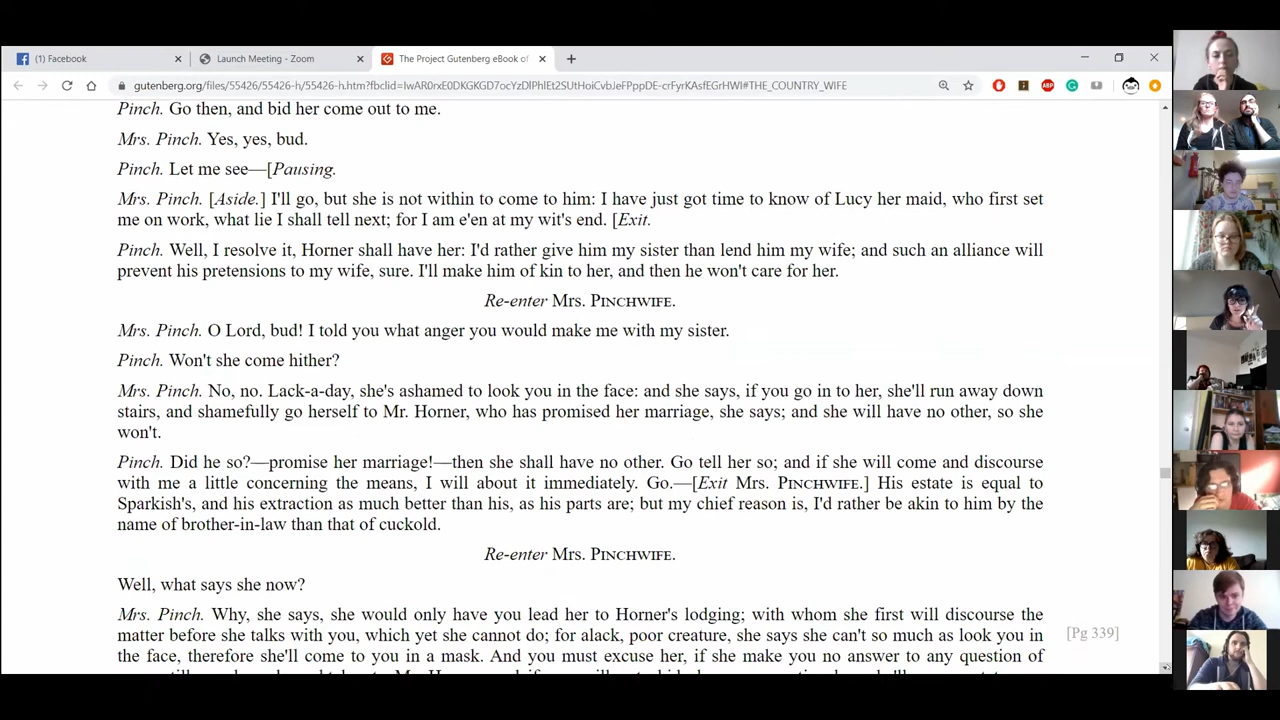 (1) Facebook
Launch Meeting - Zoom
The Project Gutenberg eBook of
Pinch. Go then, and bid her come out to me.
Mrs. Pinch. Yes, yes, bud.
Pinch. Let me see—[Pausing.
Mrs. Pinch. [Aside.] I'll go, but she is not within to come to him: I have just got time to know of Lucy her maid, who first set
me on work, what lie I shall tell next; for I am e'en at my wit's end. [Exit.
Pinch. Well, I resolve it, Horner shall have her: I'd rather give him my sister than lend him my wife; and such an alliance will
prevent his pretensions to my wife, sure. I'll make him of kin to her, and then he won't care for her.
Re-enter Mrs. PINCHWIFE.
Mrs. Pinch. O Lord, bud! I told you what anger you would make me with my sister.
Pinch. Won't she come hither?
Mrs. Pinch. No, no. Lack-a-day, she's ashamed to look you in the face: and she says, if you go in to her, she'll run away down
stairs, and shamefully go herself to Mr. Horner, who has promised her marriage, she says; and she will have no other, so she
won't.
Pinch. Did he so?—promise her marriage!—then she shall have no other. Go tell her so; and if she will come and discourse
with me a little concerning the means, I will about it immediately. Go.—[Exit Mrs. PINCHWIFE.] His estate is equal to
Sparkish's, and his extraction as much better than his, as his parts are; but my chief reason is, I'd rather be akin to him by the
name of brother-in-law than that of cuckold.
Re-enter Mrs. PINCHWIFE.
Well, what says she now?
Mrs. Pinch. Why, she says, she would only have you lead her to Horner's lodging; with whom she first will discourse the
matter before she talks with you, which yet she cannot do; for alack, poor creature, she says she can't so much as look you in
[Pg 339]
the face, therefore she'll come to you in a mask. And you must excuse her, if she make you no answer to any question of